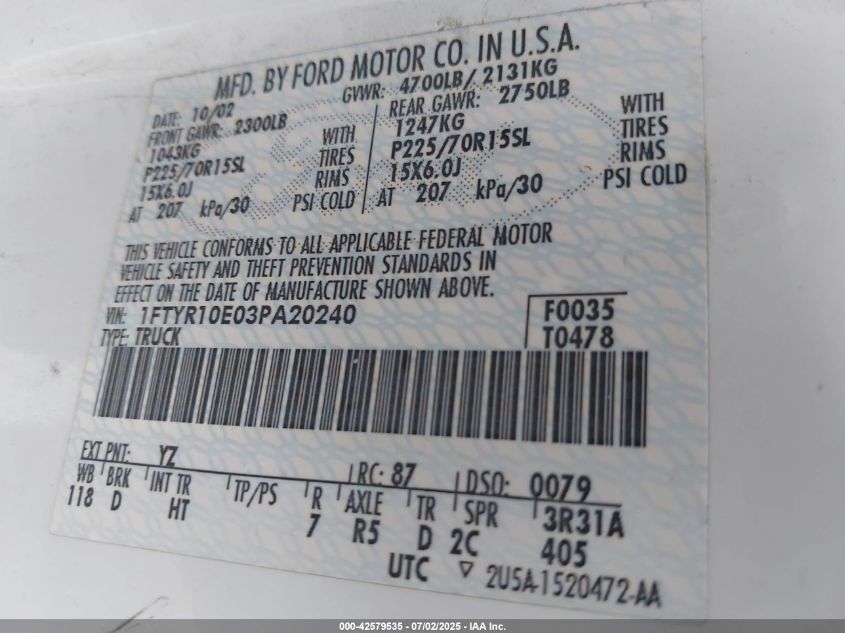 MFD. BY FORD MOTOR CO. IN U.S.A.
DATE: 10/02 GVWR: 4700LB/ 2131KG
FRONT GAWR: 2300LB REAR GAWR: 2750LB
1043KG WITH 1247KG WITH
P225/70R15SL TIRES P225/70R15SL TIRES
15X6.0J RIMS 15X6.0J RIMS
AT 207 kPa/30 PSI COLD AT 207 kPa/30 PSI COLD
THIS VEHICLE CONFORMS TO ALL APPLICABLE FEDERAL MOTOR
VEHICLE SAFETY AND THEFT PREVENTION STANDARDS IN
EFFECT ON THE DATE OF MANUFACTURE SHOWN ABOVE.
VIN: 1FTYR10E03PA20240 F0035
TYPE: TRUCK T0478
EXT PNT: YZ RC: 87 DSO: 0079
WB BRK INT TR TP/PS R AXLE TR SPR 3R31A
118 D HT 7 R5 D 2C 405
UTC ▽ 2U5A-1520472-AA
000-42579535 - 07/02/2025 - IAA Inc.